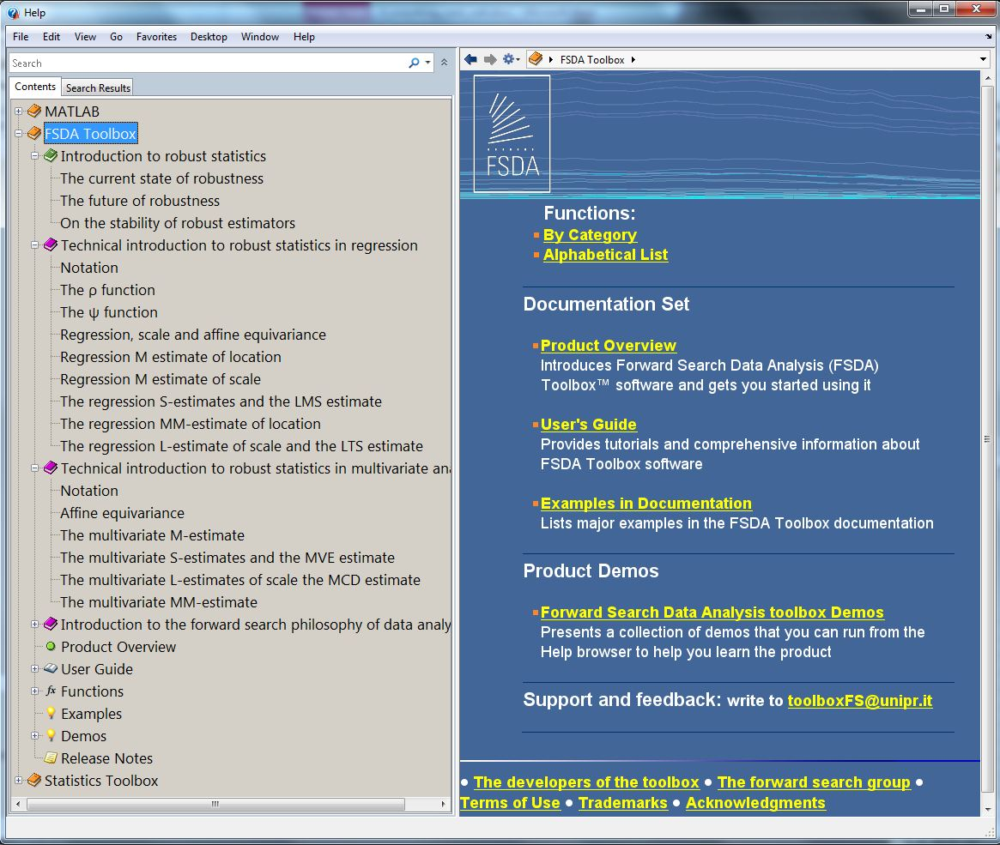 Help
File Edit View Go Favorites Desktop Window Help
Search
Contents Search Results
MATLAB
FSDA Toolbox
Introduction to robust statistics
The current state of robustness
The future of robustness
On the stability of robust estimators
Technical introduction to robust statistics in regression
Notation
The ρ function
The ψ function
Regression, scale and affine equivariance
Regression M estimate of location
Regression M estimate of scale
The regression S-estimates and the LMS estimate
The regression MM-estimate of location
The regression L-estimate of scale and the LTS estimate
Technical introduction to robust statistics in multivariate an
Notation
Affine equivariance
The multivariate M-estimate
The multivariate S-estimates and the MVE estimate
The multivariate L-estimates of scale the MCD estimate
The multivariate MM-estimate
Introduction to the forward search philosophy of data analy
Product Overview
User Guide
fx Functions
Examples
Demos
Release Notes
Statistics Toolbox
FSDA Toolbox
FSDA
Functions:
By Category
Alphabetical List
Documentation Set
Product Overview
Introduces Forward Search Data Analysis (FSDA)
Toolbox™ software and gets you started using it
User's Guide
Provides tutorials and comprehensive information about
FSDA Toolbox software
Examples in Documentation
Lists major examples in the FSDA Toolbox documentation
Product Demos
Forward Search Data Analysis toolbox Demos
Presents a collection of demos that you can run from the
Help browser to help you learn the product
Support and feedback: write to toolboxFS@unipr.it
● The developers of the toolbox ● The forward search group ●
Terms of Use ● Trademarks ● Acknowledgments